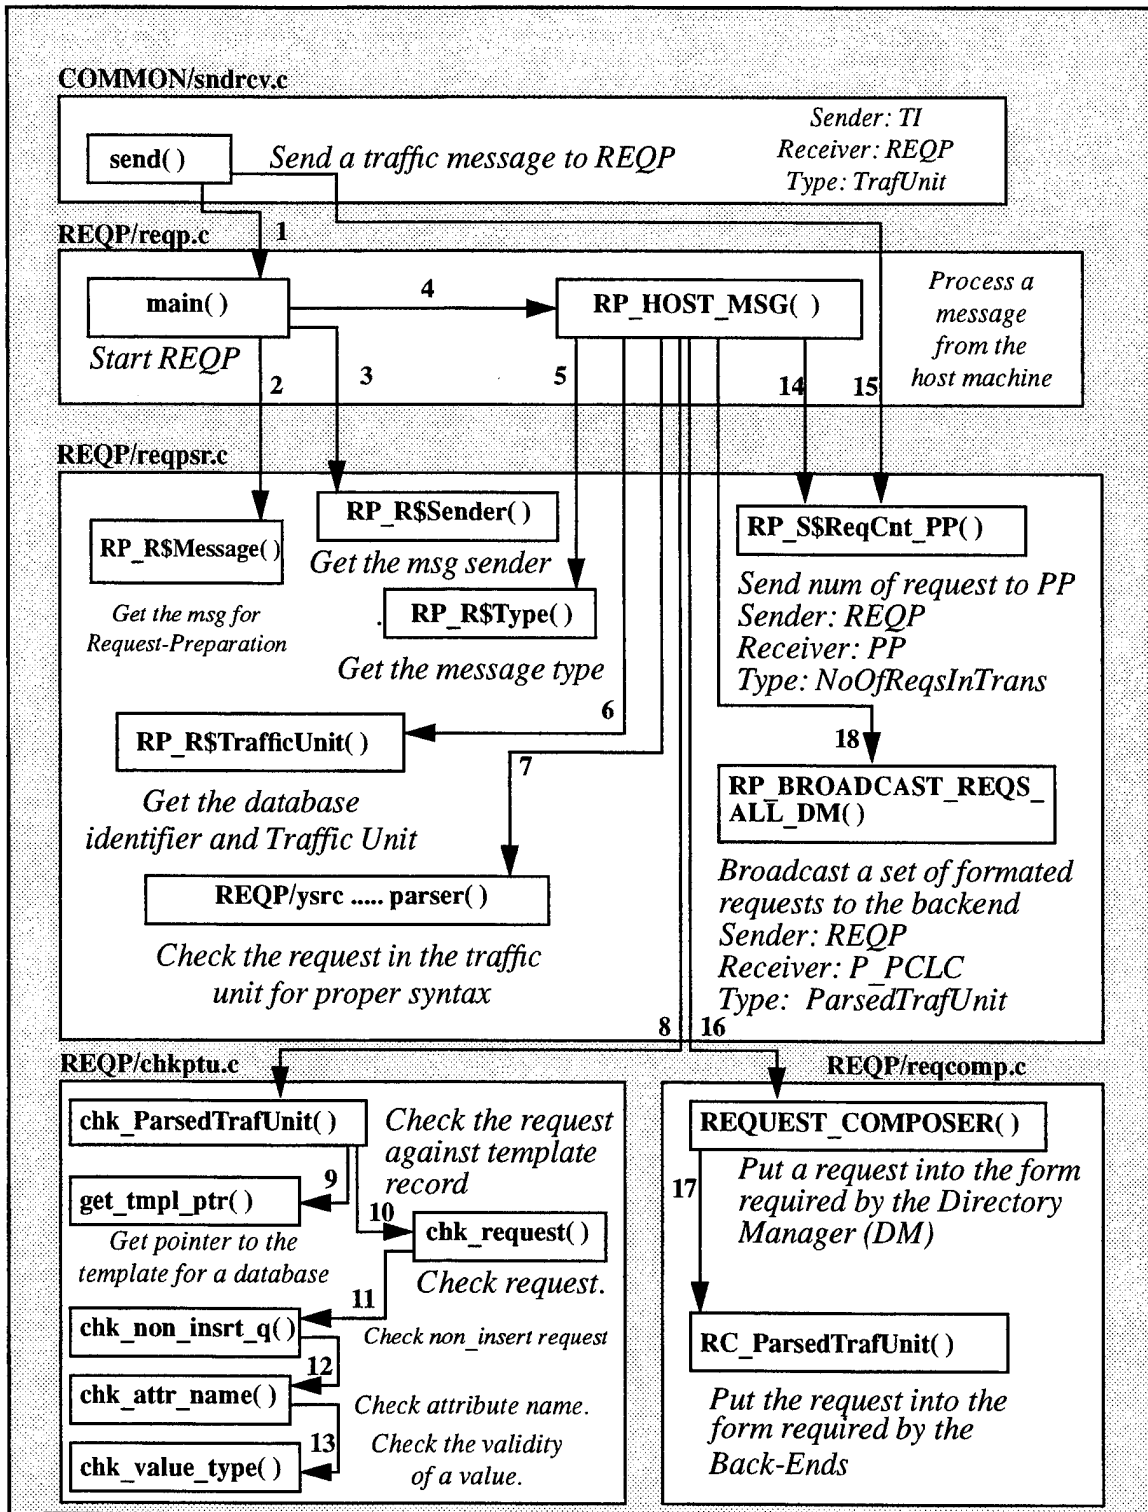 COMMON/sndrcv.c
send( )
Send a traffic message to REQP
Sender: TI
Receiver: REQP
Type: TrafUnit
1
REQP/reqp.c
main( )
4
RP_HOST_MSG( )
Process a
message
from the
host machine
Start REQP
2
3
5
14
15
REQP/reqpsr.c
RP_R$Sender( )
RP_R$Message( )
Get the msg sender
Get the msg for
Request-Preparation
RP_R$Type( )
Get the message type
RP_S$ReqCnt_PP( )
Send num of request to PP
Sender: REQP
Receiver: PP
Type: NoOfReqsInTrans
6
RP_R$TrafficUnit( )
7
18
Get the database
identifier and Traffic Unit
RP_BROADCAST_REQS_
ALL_DM( )
REQP/ysrc ..... parser( )
Check the request in the traffic
unit for proper syntax
Broadcast a set of formated
requests to the backend
Sender: REQP
Receiver: P_PCLC
Type: ParsedTrafUnit
8
16
REQP/chkptu.c
chk_ParsedTrafUnit( )
Check the request
against template
record
9
get_tmpl_ptr( )
10
chk_request( )
Get pointer to the
template for a database
Check request.
11
chk_non_insrt_q( )
Check non_insert request
12
chk_attr_name( )
Check attribute name.
13
Check the validity
of a value.
chk_value_type( )
REQP/reqcomp.c
REQUEST_COMPOSER( )
17
Put a request into the form
required by the Directory
Manager (DM)
RC_ParsedTrafUnit( )
Put the request into the
form required by the
Back-Ends